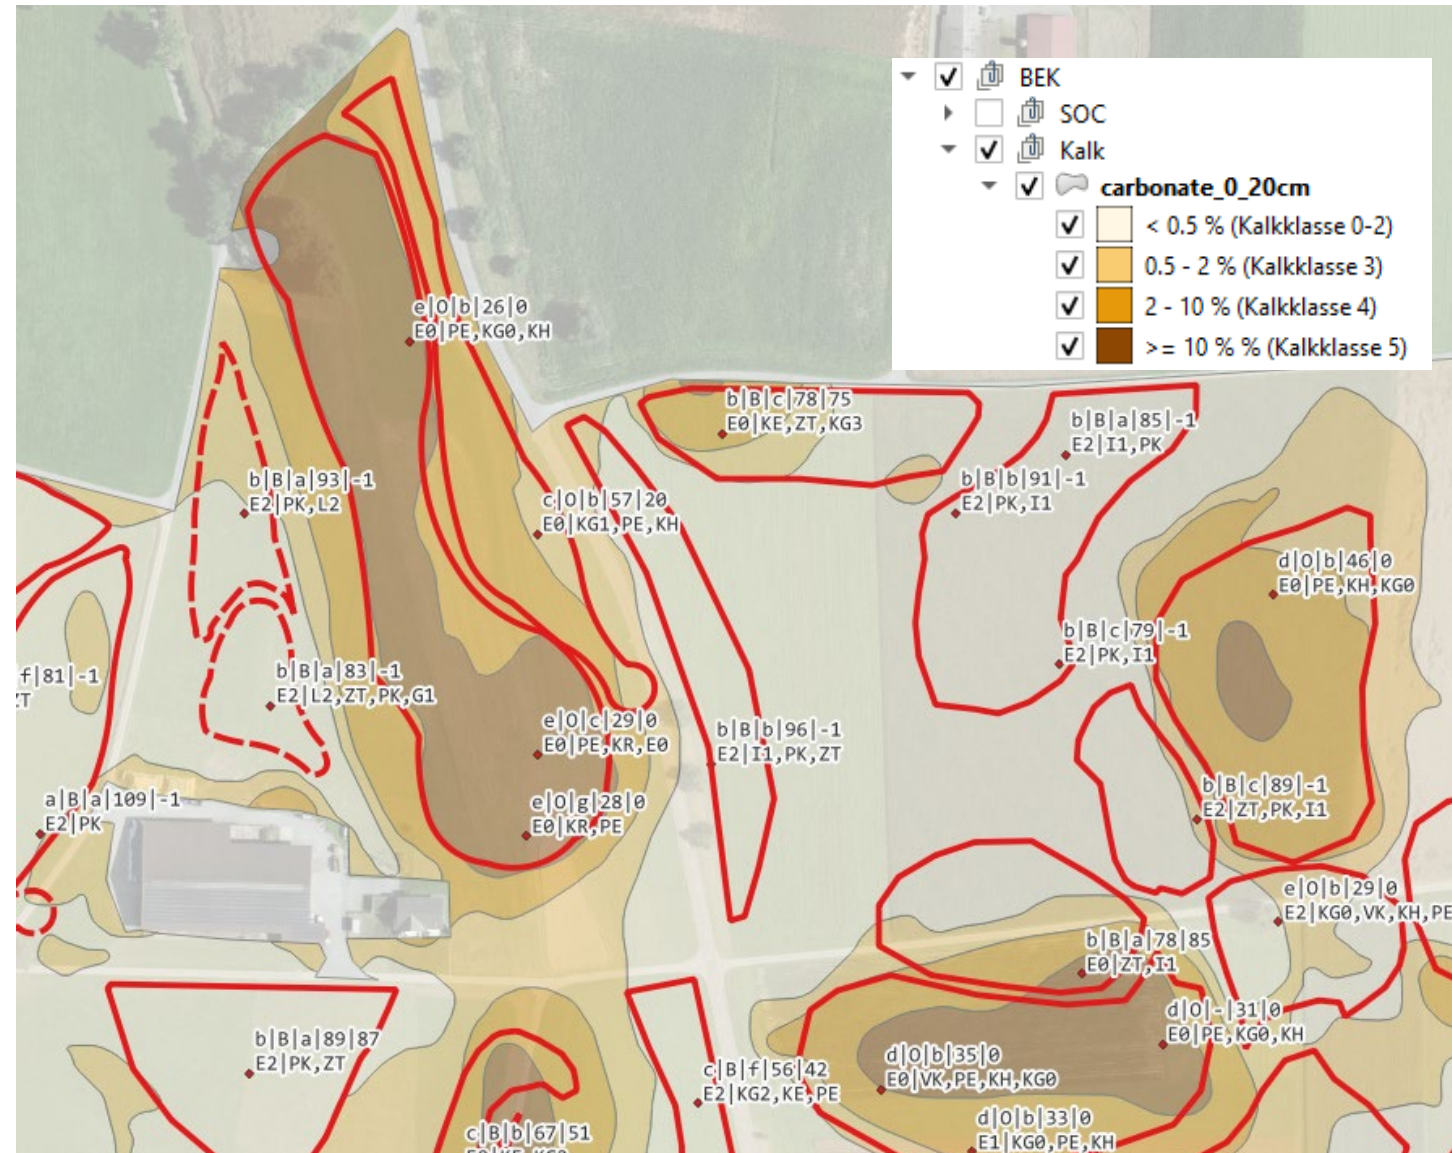 BEK
SOC
Kalk
carbonate_0_20cm
< 0.5 % (Kalkklasse 0-2)
0.5 - 2 % (Kalkklasse 3)
2 - 10 % (Kalkklasse 4)
>= 10 % % (Kalkklasse 5)
e|O|b|26|0
E0|PE,KG0,KH
b|B|c|78|75
E0|KE,ZT,KG3
b|B|a|85|-1
E2|I1,PK
b|B|a|93|-1
E2|PK,L2
c|O|b|57|20
E0|KG1,PE,KH
b|B|b|91|-1
E2|PK,I1
d|O|b|46|0
E0|PE,KH,KG0
b|B|c|79|-1
E2|PK,I1
f|81|-1
ZT
b|B|a|83|-1
E2|L2,ZT,PK,G1
e|O|c|29|0
E0|PE,KR,E0
b|B|b|96|-1
E2|I1,PK,ZT
a|B|a|109|-1
E2|PK
e|O|g|28|0
E0|KR,PE
b|B|c|89|-1
E2|ZT,PK,I1
e|O|b|29|0
E2|KG0,VK,KH,PE
b|B|a|78|85
E0|ZT,I1
d|O|-|31|0
E0|PE,KG0,KH
b|B|a|89|87
E2|PK,ZT
c|B|f|56|42
E2|KG2,KE,PE
d|O|b|35|0
E0|VK,PE,KH,KG0
c|B|b|67|51
d|O|b|33|0
E1|KG0,PE,KH